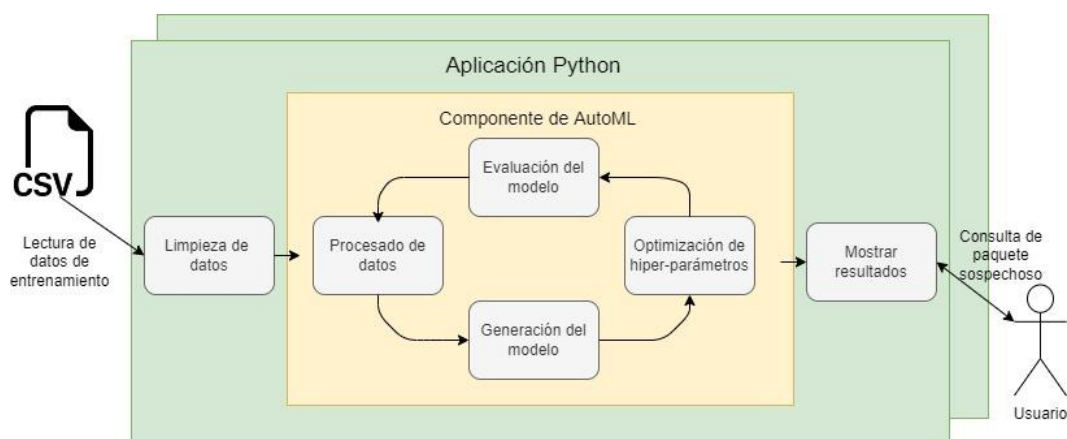 Aplicación Python
Componente de AutoML
CSV
Lectura de
datos de
entrenamiento
Limpieza de
datos
Evaluación del
modelo
Procesado de
datos
Optimización de
hiper-parámetros
Generación del
modelo
Mostrar
resultados
Consulta de
paquete
sospechoso
Usuario